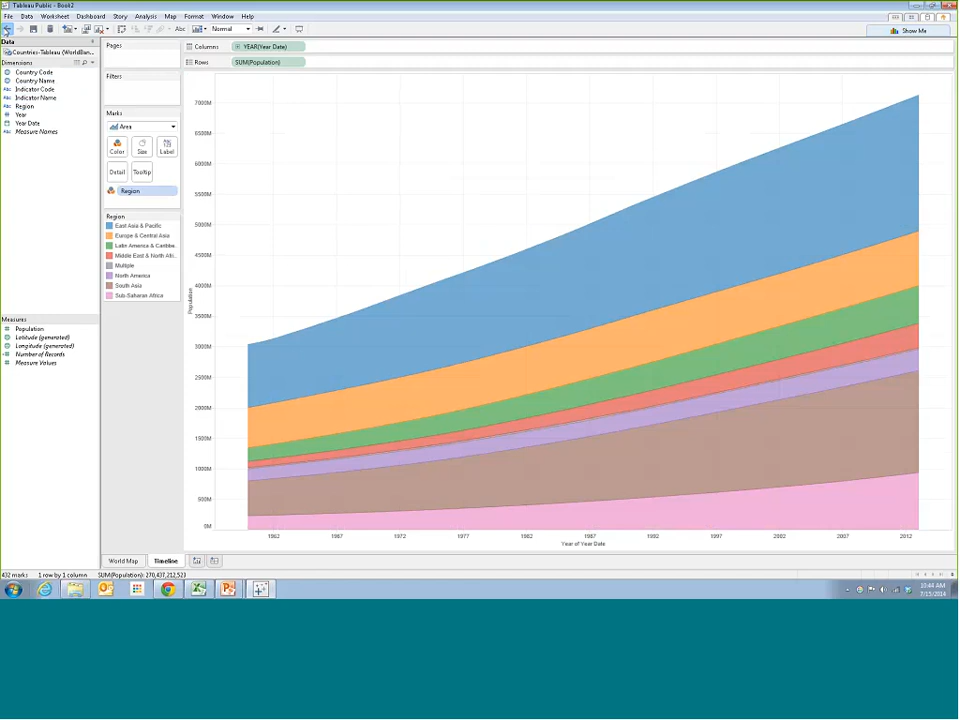 Tableau Public - Book2
File Data Worksheet Dashboard Story Analysis Map Format Window Help
Abc Normal
Show Me
Data
Countries-Tableau (WorldBan...
Dimensions
Country Code
Country Name
Abc Indicator Code
Abc Indicator Name
Abc Region
Year
Year Date
Abc Measure Names
Measures
Population
Latitude (generated)
Longitude (generated)
Number of Records
Measure Values
Pages
Filters
Marks
Area
Color Size Label
Detail Tooltip
Region
Region
East Asia & Pacific
Europe & Central Asia
Latin America & Caribbe..
Middle East & North Afri..
Multiple
North America
South Asia
Sub-Saharan Africa
Columns YEAR(Year Date)
Rows SUM(Population)
7000M
6500M
6000M
5500M
5000M
4500M
4000M
3500M
3000M
2500M
2000M
1500M
1000M
500M
0M
Population
1962 1967 1972 1977 1982 1987 1992 1997 2002 2007 2012
Year of Year Date
World Map Timeline
432 marks 1 row by 1 column SUM(Population): 270,437,212,523
10:44 AM
7/15/2014